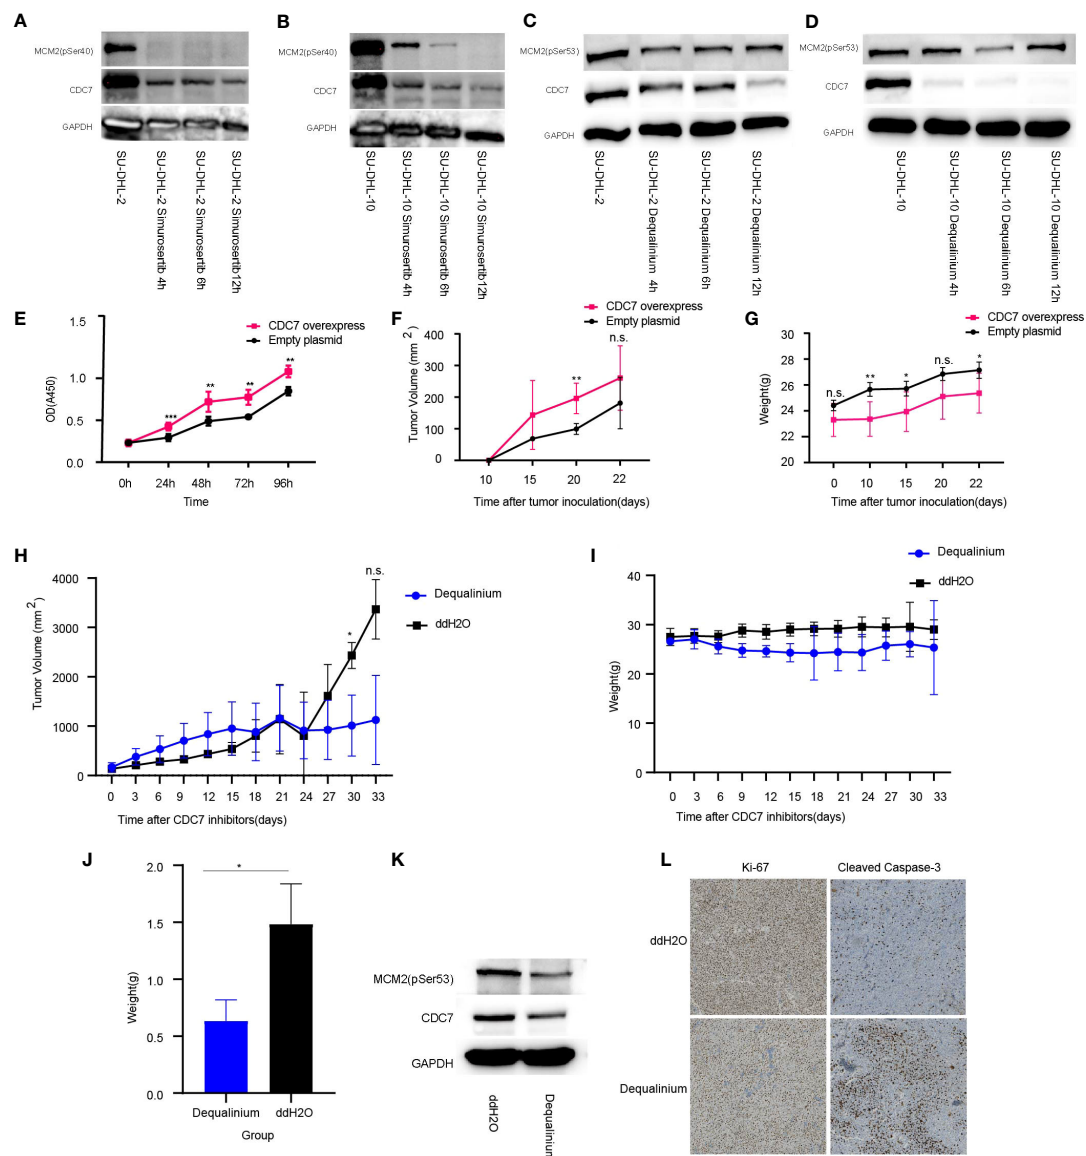 A
MCM2(pSer40)
CDC7
GAPDH
SU-DHL-2
SU-DHL-2 Simurosertib 4h
SU-DHL-2 Simurosertib 6h
SU-DHL-2 Simurosertib12h
B
MCM2(pSer40)
CDC7
GAPDH
SU-DHL-10
SU-DHL-10 Simurosertib 4h
SU-DHL-10 Simurosertib 6h
SU-DHL-10 Simurosertib12h
C
MCM2(pSer53)
CDC7
GAPDH
SU-DHL-2
SU-DHL-2 Dequalinium 4h
SU-DHL-2 Dequalinium 6h
SU-DHL-2 Dequalinium 12h
D
MCM2(pSer53)
CDC7
GAPDH
SU-DHL-10
SU-DHL-10 Dequalinium 4h
SU-DHL-10 Dequalinium 6h
SU-DHL-10 Dequalinium 12h
E
CDC7 overexpress
Empty plasmid
OD(A450)
1.5
1.0
0.5
0.0
***
**
**
**
0h 24h 48h 72h 96h
Time
F
CDC7 overexpress
Empty plasmid
Tumor Volume (mm 2)
400
300
200
100
0
**
n.s.
10 15 20 22
Time after tumor inoculation(days)
G
CDC7 overexpress
Empty plasmid
Weight(g)
30
28
26
24
22
20
n.s.
**
*
n.s.
*
0 10 15 20 22
Time after tumor inoculation(days)
H
Dequalinium
ddH2O
Tumor Volume (mm 2)
4000
3000
2000
1000
0
*
n.s.
0 3 6 9 12 15 18 21 24 27 30 33
Time after CDC7 inhibitors(days)
I
Dequalinium
ddH2O
Weight(g)
40
30
20
10
0
0 3 6 9 12 15 18 21 24 27 30 33
Time after CDC7 inhibitors(days)
J
Weight(g)
2.0
1.5
1.0
0.5
0.0
*
Dequalinium ddH2O
Group
K
MCM2(pSer53)
CDC7
GAPDH
ddH2O
Dequalinium
L
Ki-67 Cleaved Caspase-3
ddH2O
Dequalinium